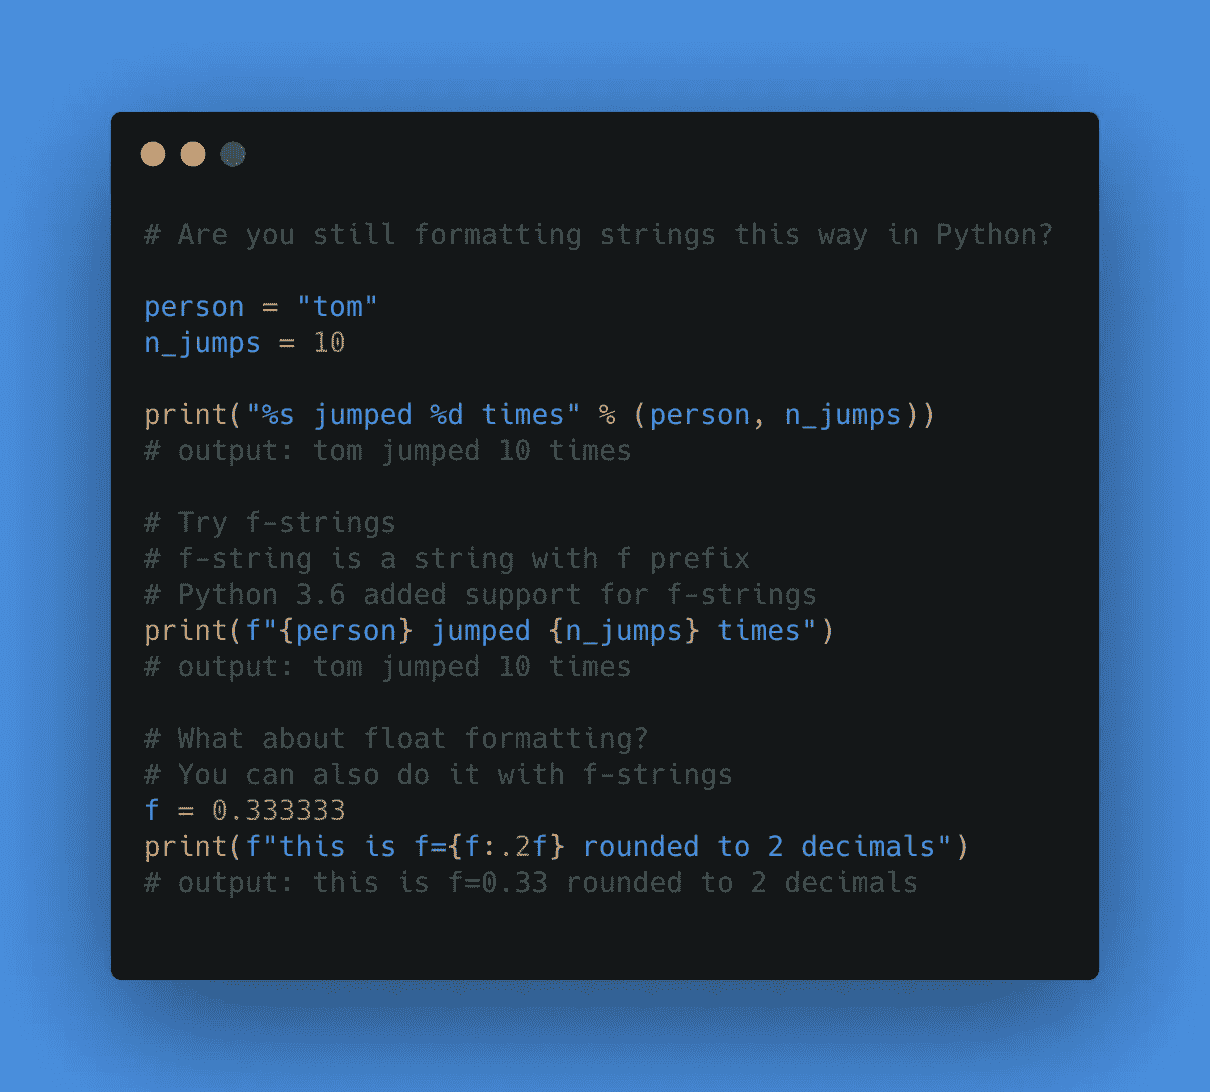 # Are you still formatting strings this way in Python?
person = "tom"
n_jumps = 10
print("%s jumped %d times" % (person, n_jumps))
# output: tom jumped 10 times
# Try f-strings
# f-string is a string with f prefix
# Python 3.6 added support for f-strings
print(f"{person} jumped {n_jumps} times")
# output: tom jumped 10 times
# What about float formatting?
# You can also do it with f-strings
f = 0.333333
print(f"this is f={f:.2f} rounded to 2 decimals")
# output: this is f=0.33 rounded to 2 decimals